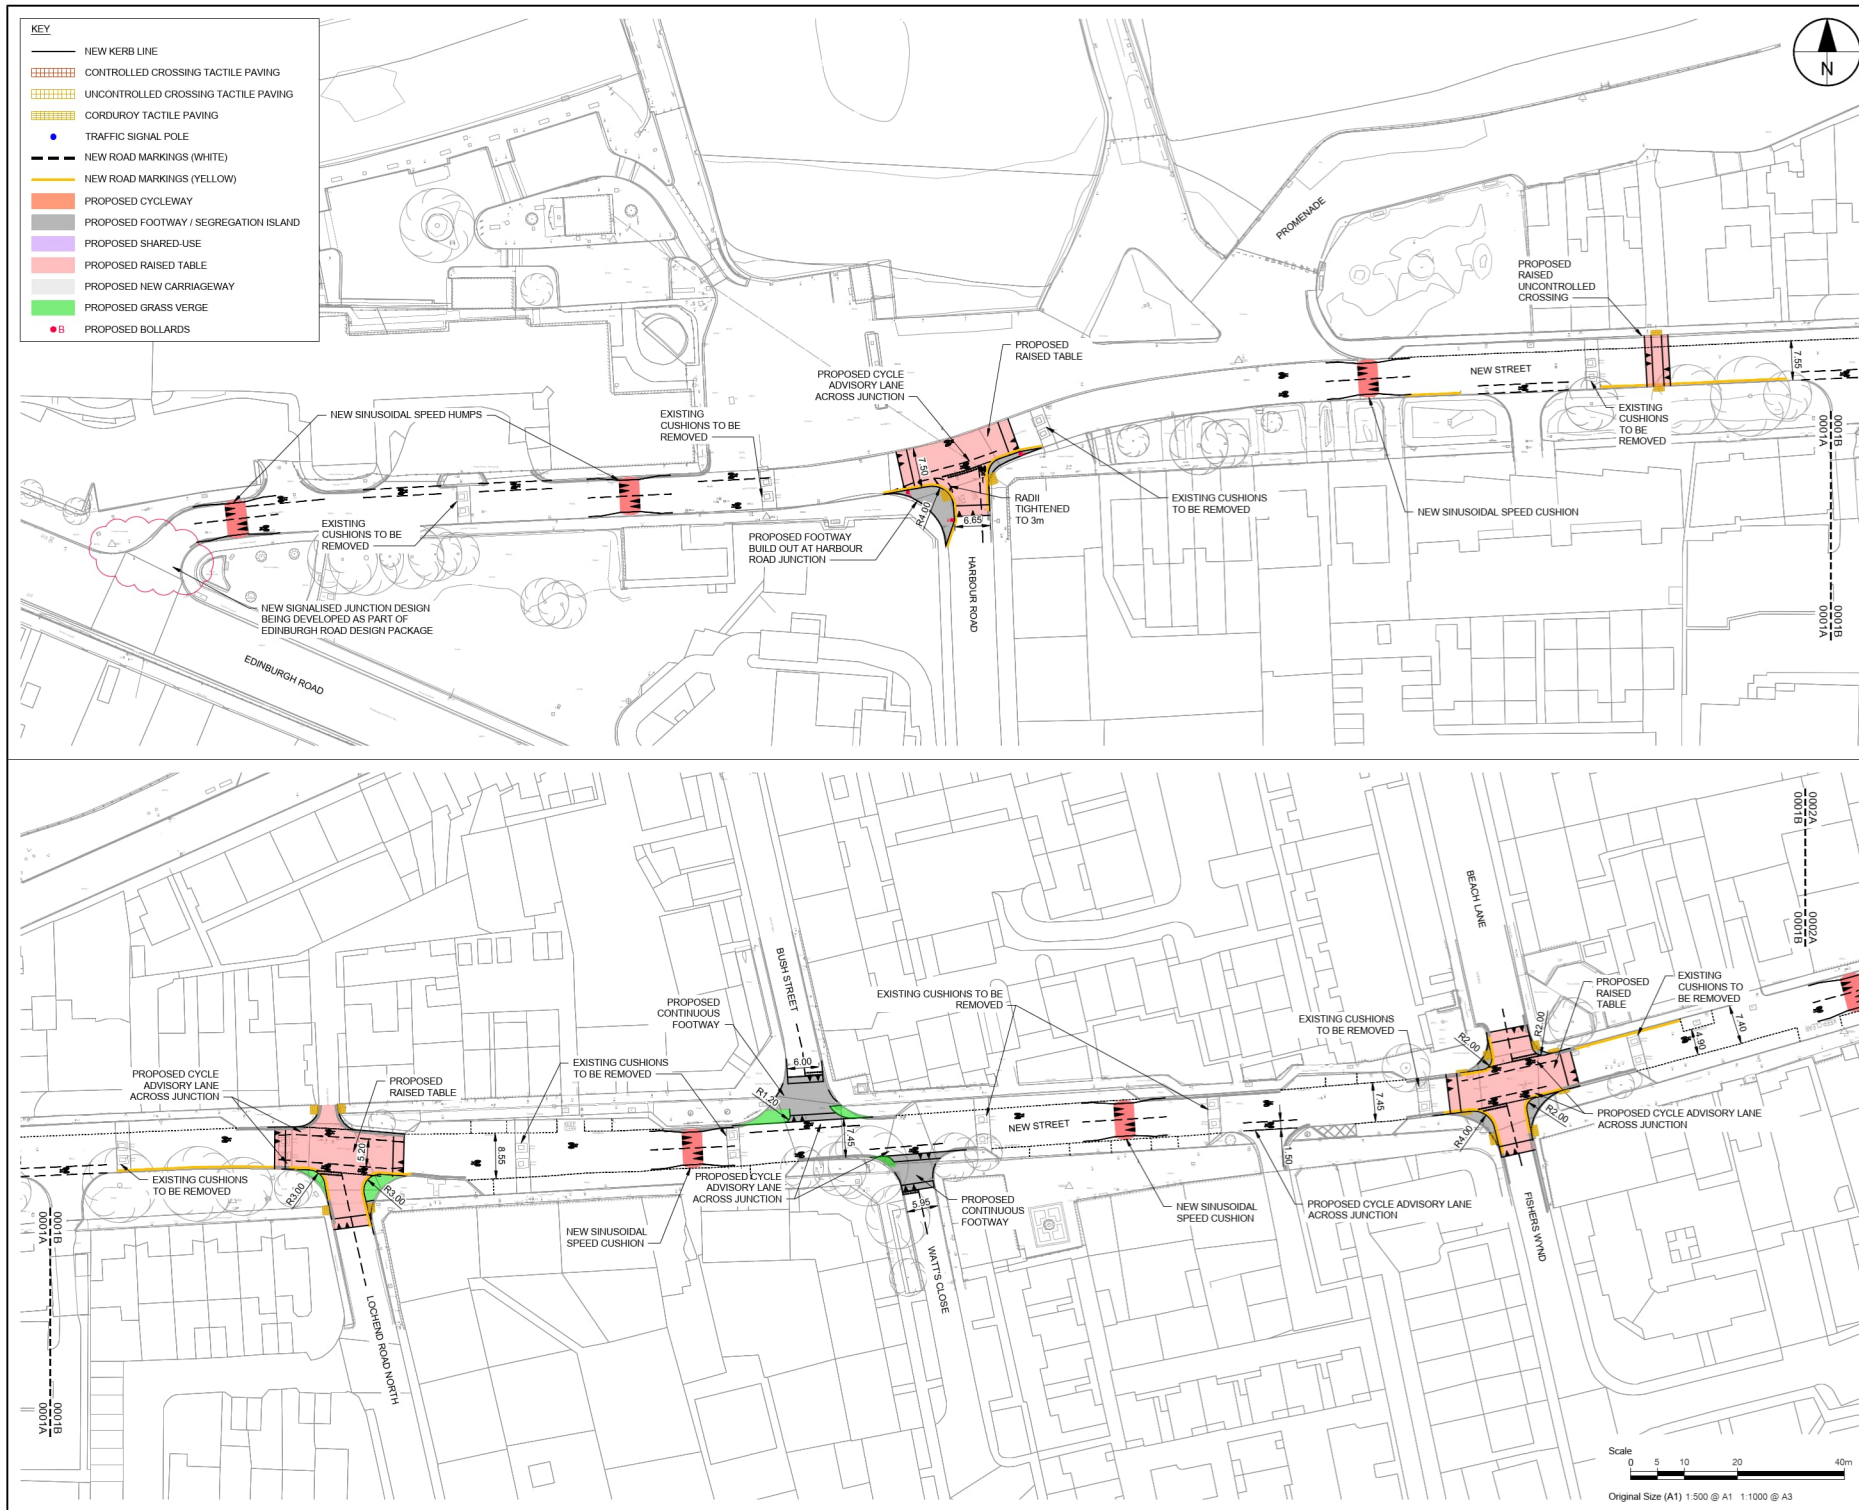 KEY
NEW KERB LINE
CONTROLLED CROSSING TACTILE PAVING
UNCONTROLLED CROSSING TACTILE PAVING
CORDUROY TACTILE PAVING
TRAFFIC SIGNAL POLE
NEW ROAD MARKINGS (WHITE)
NEW ROAD MARKINGS (YELLOW)
PROPOSED CYCLEWAY
PROPOSED FOOTWAY / SEGREGATION ISLAND
PROPOSED SHARED-USE
PROPOSED RAISED TABLE
PROPOSED NEW CARRIAGEWAY
PROPOSED GRASS VERGE
B PROPOSED BOLLARDS
N
PROMENADE
PROPOSED
RAISED
UNCONTROLLED
CROSSING
PROPOSED
RAISED TABLE
PROPOSED CYCLE
ADVISORY LANE
ACROSS JUNCTION
NEW STREET
7.55
NEW SINUSOIDAL SPEED HUMPS
EXISTING
CUSHIONS TO BE
REMOVED
EXISTING
CUSHIONS
TO BE
REMOVED
7.50
R4.00
6.65
RADII
TIGHTENED
TO 3m
EXISTING CUSHIONS
TO BE REMOVED
NEW SINUSOIDAL SPEED CUSHION
EXISTING
CUSHIONS TO BE
REMOVED
PROPOSED FOOTWAY
BUILD OUT AT HARBOUR
ROAD JUNCTION
HARBOUR ROAD
NEW SIGNALISED JUNCTION DESIGN
BEING DEVELOPED AS PART OF
EDINBURGH ROAD DESIGN PACKAGE
EDINBURGH ROAD
0001B
0001A
0001B
0001A
0002A
0001B
0002A
0001B
BEACH LANE
BUSH STREET
PROPOSED
CONTINUOUS
FOOTWAY
EXISTING CUSHIONS TO BE
REMOVED
PROPOSED
RAISED
TABLE
EXISTING
CUSHIONS TO
BE REMOVED
EXISTING CUSHIONS
TO BE REMOVED
R2.00
R2.00
7.40
4.90
KEEP CLEAR
6.00
EXISTING CUSHIONS
TO BE REMOVED
PROPOSED CYCLE
ADVISORY LANE
ACROSS JUNCTION
PROPOSED
RAISED TABLE
R1.20
7.45
NEW STREET
7.45
R2.00
R4.00
PROPOSED CYCLE ADVISORY LANE
ACROSS JUNCTION
5.20
8.55
1.50
EXISTING CUSHIONS
TO BE REMOVED
R3.00
R3.00
PROPOSED CYCLE
ADVISORY LANE
ACROSS JUNCTION
5.95
PROPOSED
CONTINUOUS
FOOTWAY
NEW SINUSOIDAL
SPEED CUSHION
PROPOSED CYCLE ADVISORY LANE
ACROSS JUNCTION
NEW SINUSOIDAL
SPEED CUSHION
FISHERS WYND
WATT'S CLOSE
LOCHEND ROAD NORTH
0001B
0001A
0001B
0001A
Scale
0 5 10 20 40m
Original Size (A1) 1:500 @ A1 1:1000 @ A3